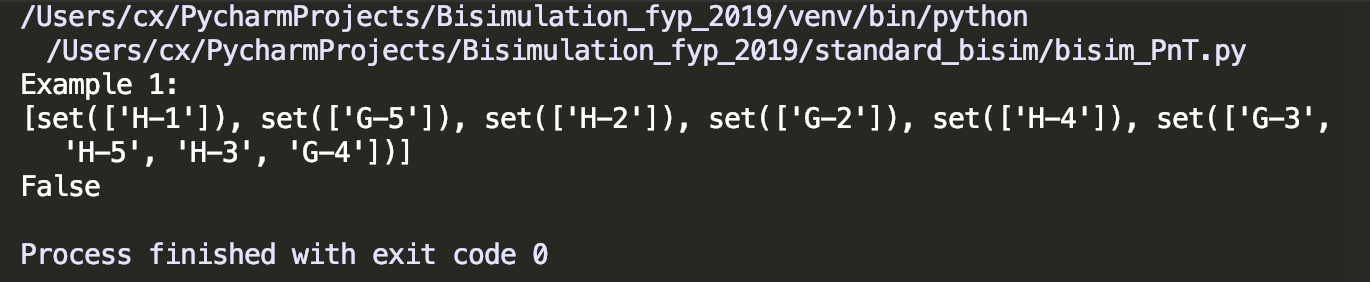 /Users/cx/PycharmProjects/Bisimulation_fyp_2019/venv/bin/python
/Users/cx/PycharmProjects/Bisimulation_fyp_2019/standard_bisim/bisim_PnT.py
Example 1:
[set(['H-1']), set(['G-5']), set(['H-2']), set(['G-2']), set(['H-4']), set(['G-3',
'H-5', 'H-3', 'G-4'])]
False
Process finished with exit code 0